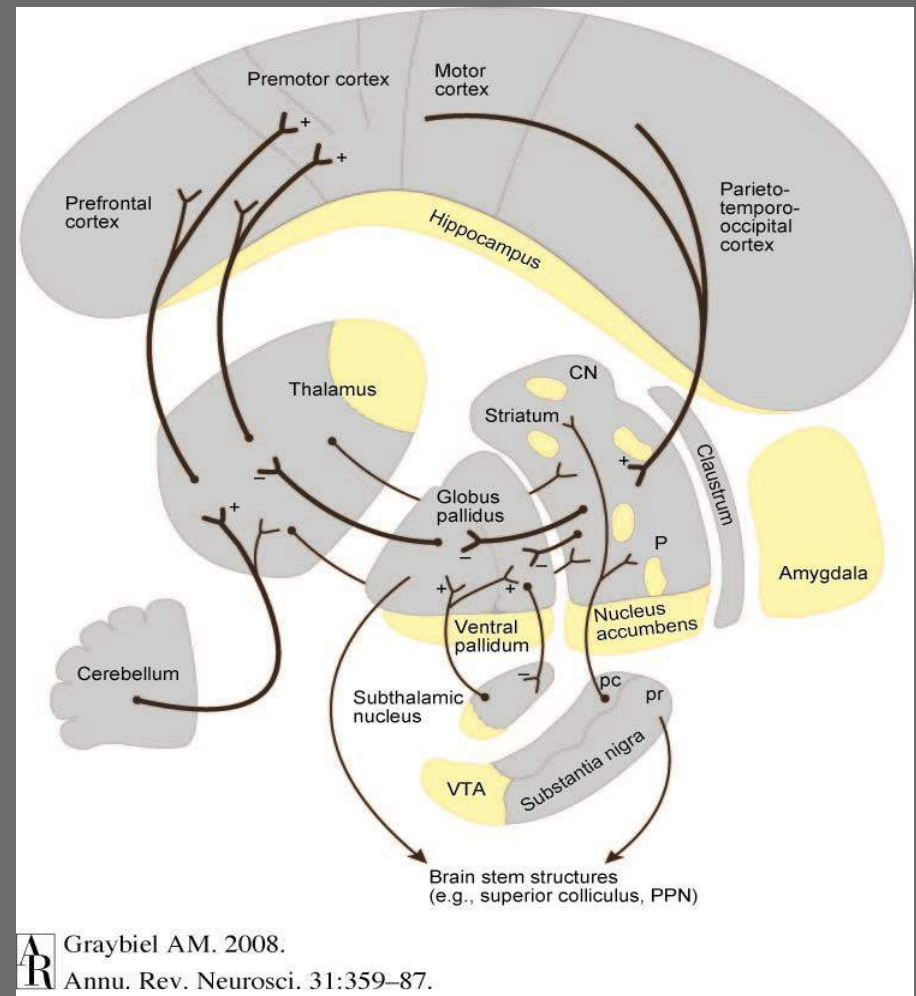 Premotor cortex
Motor
cortex
+
+
Prefrontal
cortex
Parieto-
temporo-
occipital
cortex
Hippocampus
Thalamus
CN
Striatum
+
Claustrum
–
+
Globus
pallidus
–
–
P
+
+
Amygdala
Ventral
pallidum
Nucleus
accumbens
Cerebellum
–
Subthalamic
nucleus
pc
pr
Substantia nigra
VTA
Brain stem structures
(e.g., superior colliculus, PPN)
AR
Graybiel AM. 2008.
Annu. Rev. Neurosci. 31:359–87.